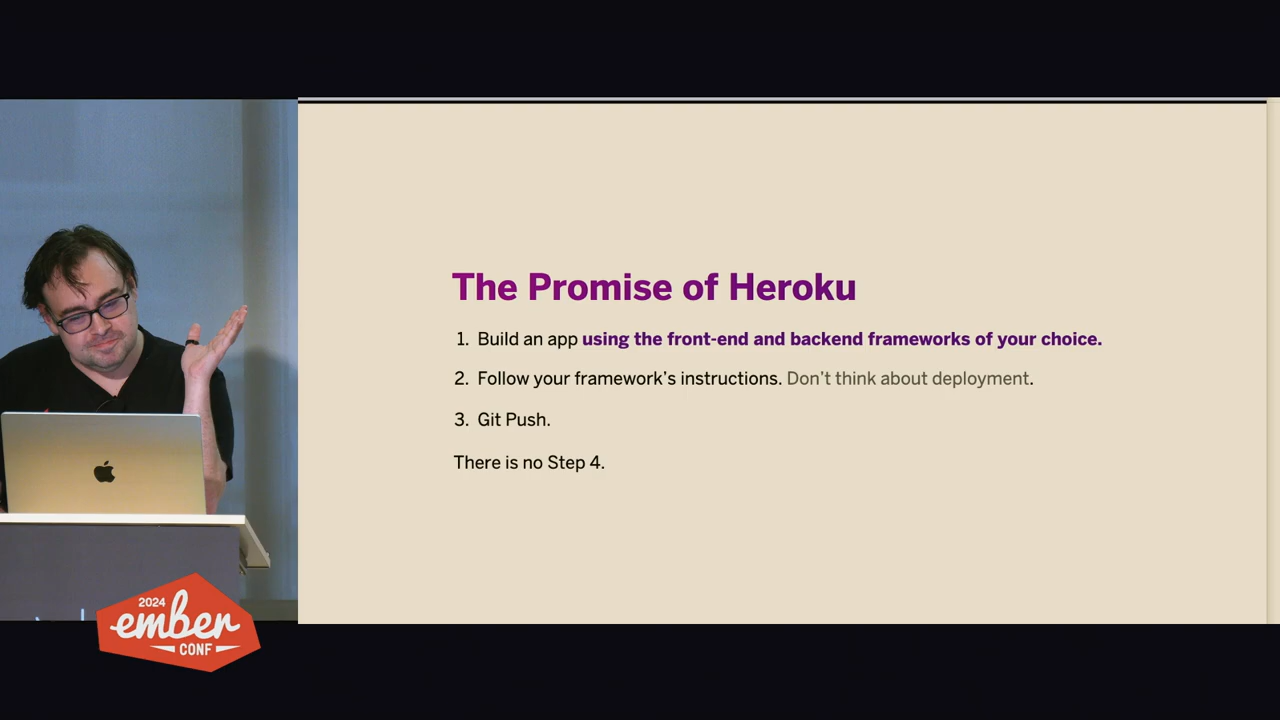 The Promise of Heroku
1. Build an app using the front-end and backend frameworks of your choice.
2. Follow your framework’s instructions. Don’t think about deployment.
3. Git Push.
There is no Step 4.
2024
ember
CONF